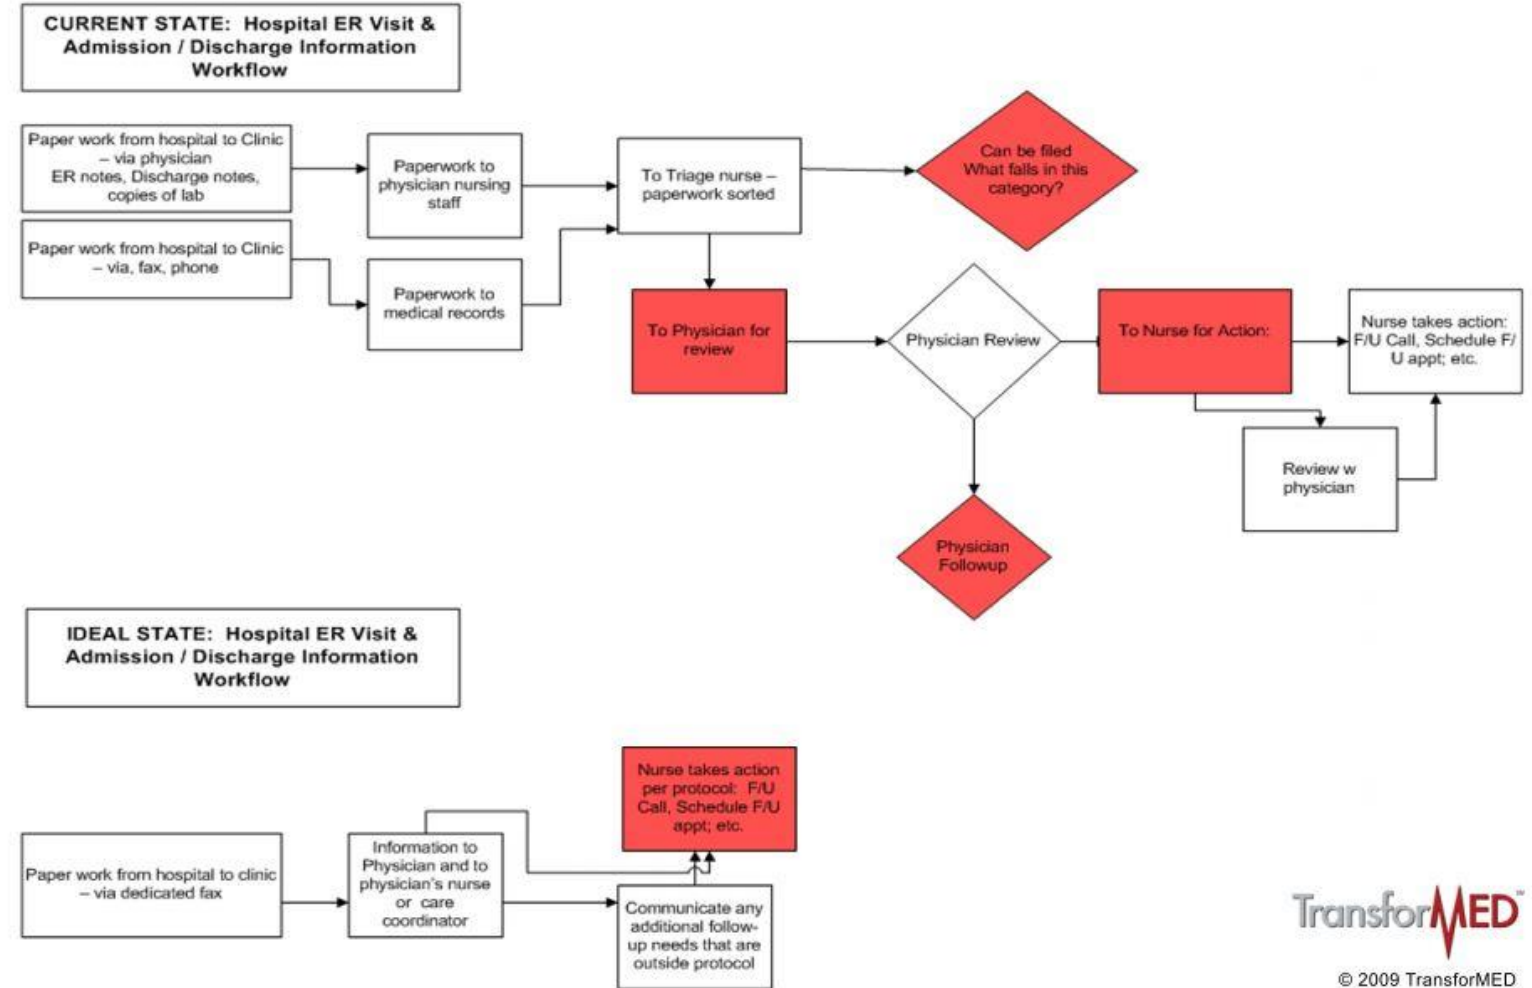 CURRENT STATE:  Hospital ER Visit &
Admission / Discharge Information
Workflow
Paper work from hospital to Clinic
– via physician
ER notes, Discharge notes,
copies of lab
Paperwork to
physician nursing
staff
To Triage nurse –
paperwork sorted
Can be filed
What falls in this
category?
Paper work from hospital to Clinic
– via, fax, phone
Paperwork to
medical records
To Physician for
review
Physician Review
To Nurse for Action:
Nurse takes action:
F/U Call, Schedule F/
U appt; etc.
Review w
physician
Physician
Followup
IDEAL STATE:  Hospital ER Visit &
Admission / Discharge Information
Workflow
Paper work from hospital to clinic
– via dedicated fax
Information to
Physician and to
physician's nurse
or  care
coordinator
Nurse takes action
per protocol:  F/U
Call, Schedule F/U
appt; etc.
Communicate any
additional follow-
up needs that are
outside protocol
TransforMED™
© 2009 TransforMED